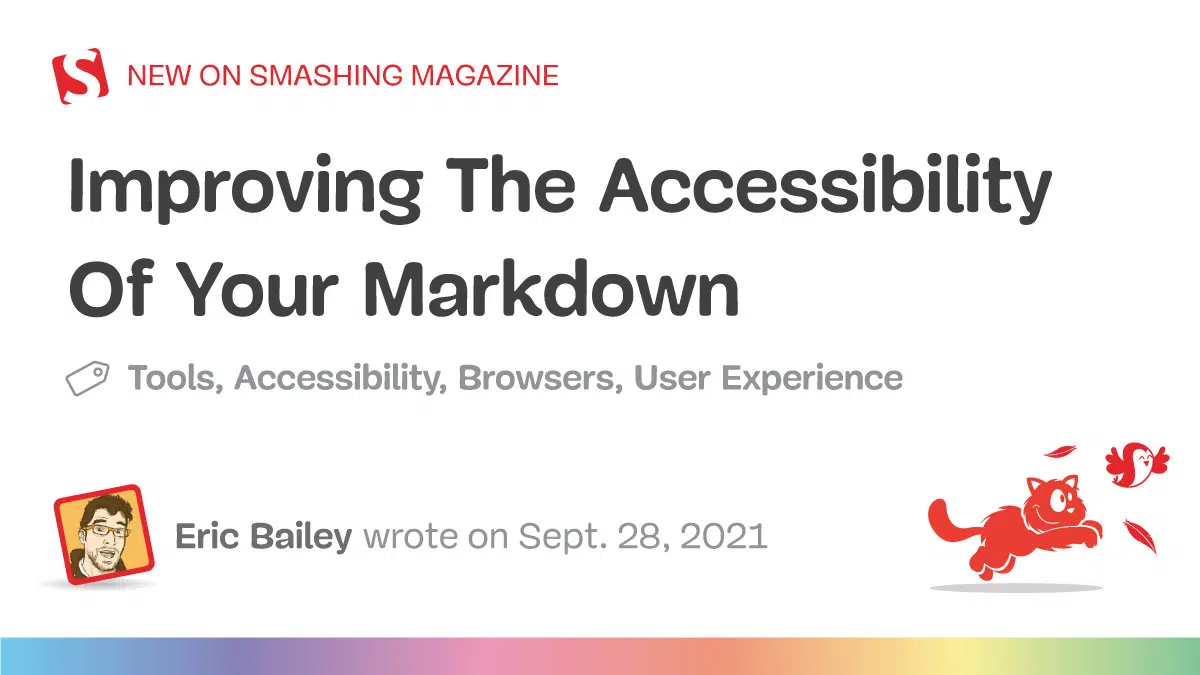 NEW ON SMASHING MAGAZINE
Improving The Accessibility
Of Your Markdown
Tools, Accessibility, Browsers, User Experience
Eric Bailey wrote on Sept. 28, 2021